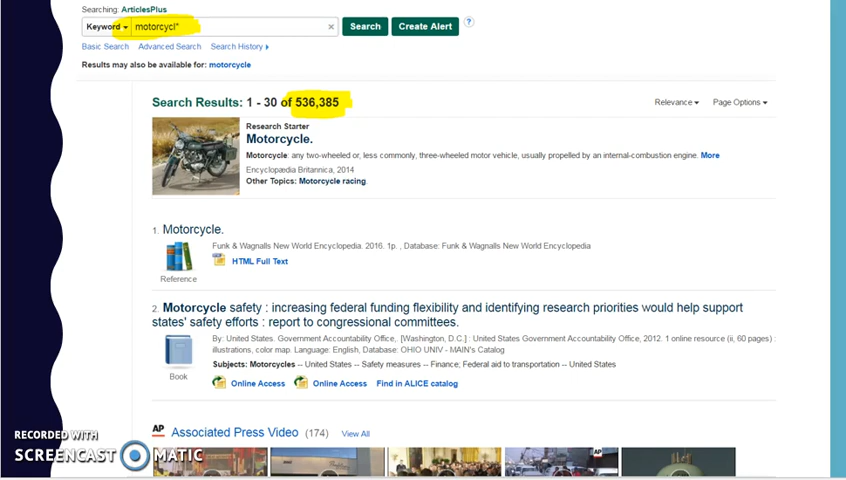 Searching: ArticlesPlus
Keyword motorcycl* × Search Create Alert ?
Basic Search Advanced Search Search History
Results may also be available for: motorcycle
Search Results: 1 - 30 of 536,385 Relevance Page Options
Research Starter
Motorcycle.
Motorcycle: any two-wheeled or, less commonly, three-wheeled motor vehicle, usually propelled by an internal-combustion engine. More
Encyclopædia Britannica, 2014
Other Topics: Motorcycle racing.
1. Motorcycle.
Funk & Wagnalls New World Encyclopedia. 2016. 1p. , Database: Funk & Wagnalls New World Encyclopedia
HTML Full Text
Reference
2. Motorcycle safety : increasing federal funding flexibility and identifying research priorities would help support
states' safety efforts : report to congressional committees.
By: United States. Government Accountability Office,. [Washington, D.C.] : United States Government Accountability Office, 2012. 1 online resource (ii, 60 pages) :
illustrations, color map. Language: English, Database: OHIO UNIV - MAIN's Catalog
Subjects: Motorcycles -- United States -- Safety measures -- Finance; Federal aid to transportation -- United States
Book
Online Access Online Access Find in ALICE catalog
AP Associated Press Video (174) View All
AP
RECORDED WITH
SCREENCAST MATIC